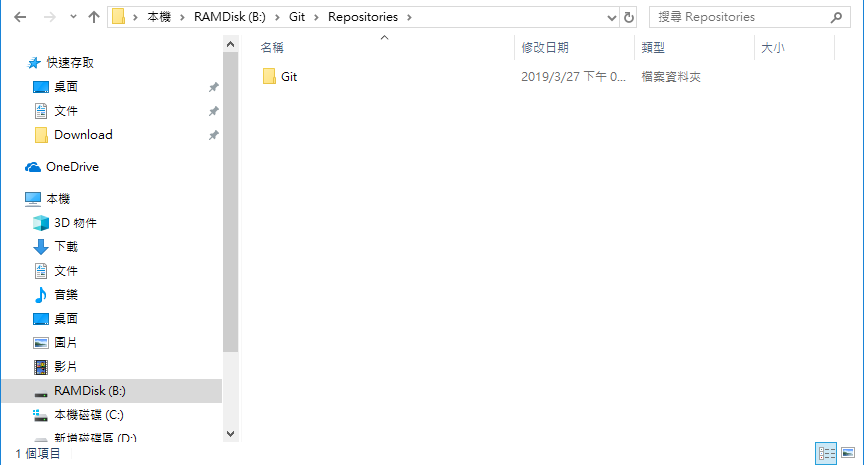 本機 > RAMDisk (B:) > Git > Repositories >
搜尋 Repositories
名稱 修改日期 類型 大小
Git 2019/3/27 下午 0... 檔案資料夾
快速存取
桌面
文件
Download
OneDrive
本機
3D 物件
下載
文件
音樂
桌面
圖片
影片
RAMDisk (B:)
本機磁碟 (C:)
新增磁碟區 (D:)
1 個項目